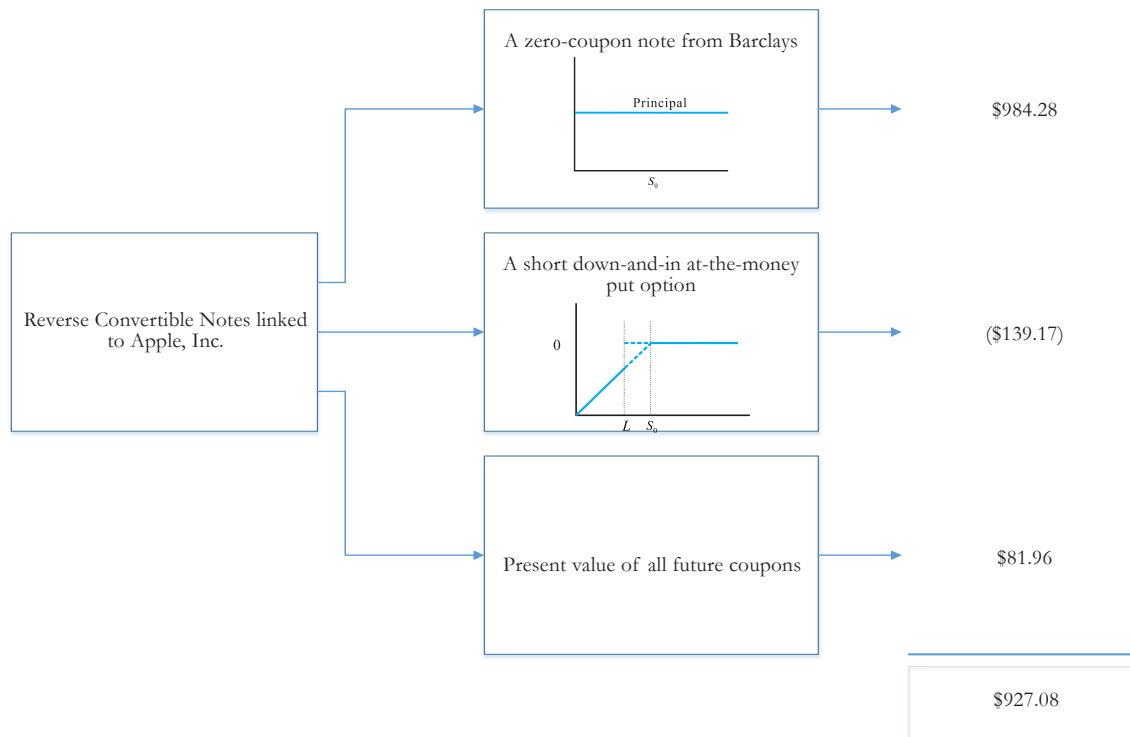 A zero-coupon note from Barclays
Principal
S₀
$984.28
Reverse Convertible Notes linked
to Apple, Inc.
A short down-and-in at-the-money
put option
0
L
S₀
($139.17)
Present value of all future coupons
$81.96
$927.08